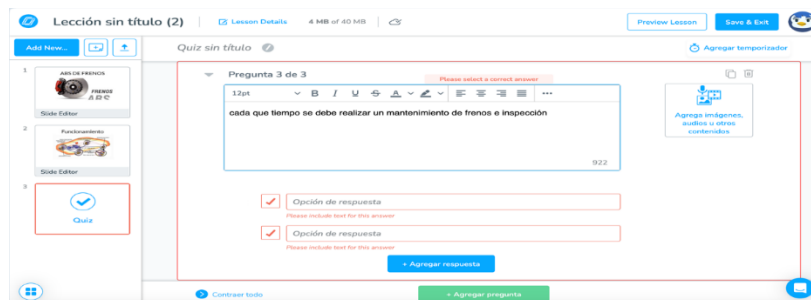 Lección sin título (2)
Lesson Details
4 MB of 40 MB
Preview Lesson
Save & Exit
Add New...
Quiz sin título
Agregar temporizador
1
ABS DE FRENOS
FRENOS
ABC
Slide Editor
2
Funcionamiento
Slide Editor
3
Quiz
Pregunta 3 de 3
Please select a correct answer
12pt
B I U S A
cada que tiempo se debe realizar un mantenimiento de frenos e inspección
922
Agrega imágenes,
audios u otros
contenidos
Opción de respuesta
Please include text for this answer
Opción de respuesta
Please include text for this answer
+ Agregar respuesta
Contraer todo
+ Agregar pregunta